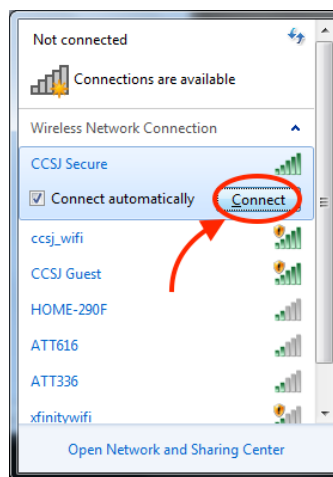 Not connected
Connections are available
Wireless Network Connection
CCSJ Secure
Connect automatically Connect
ccsj_wifi
CCSJ Guest
HOME-290F
ATT616
ATT336
xfinitywifi
Open Network and Sharing Center